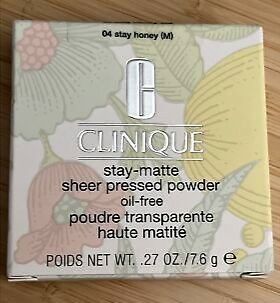 04 stay honey (M)
CLINIQUE
stay-matte
sheer pressed powder
oil-free
poudre transparente
haute matité
POIDS NET WT. .27 OZ./7.6 g ℮